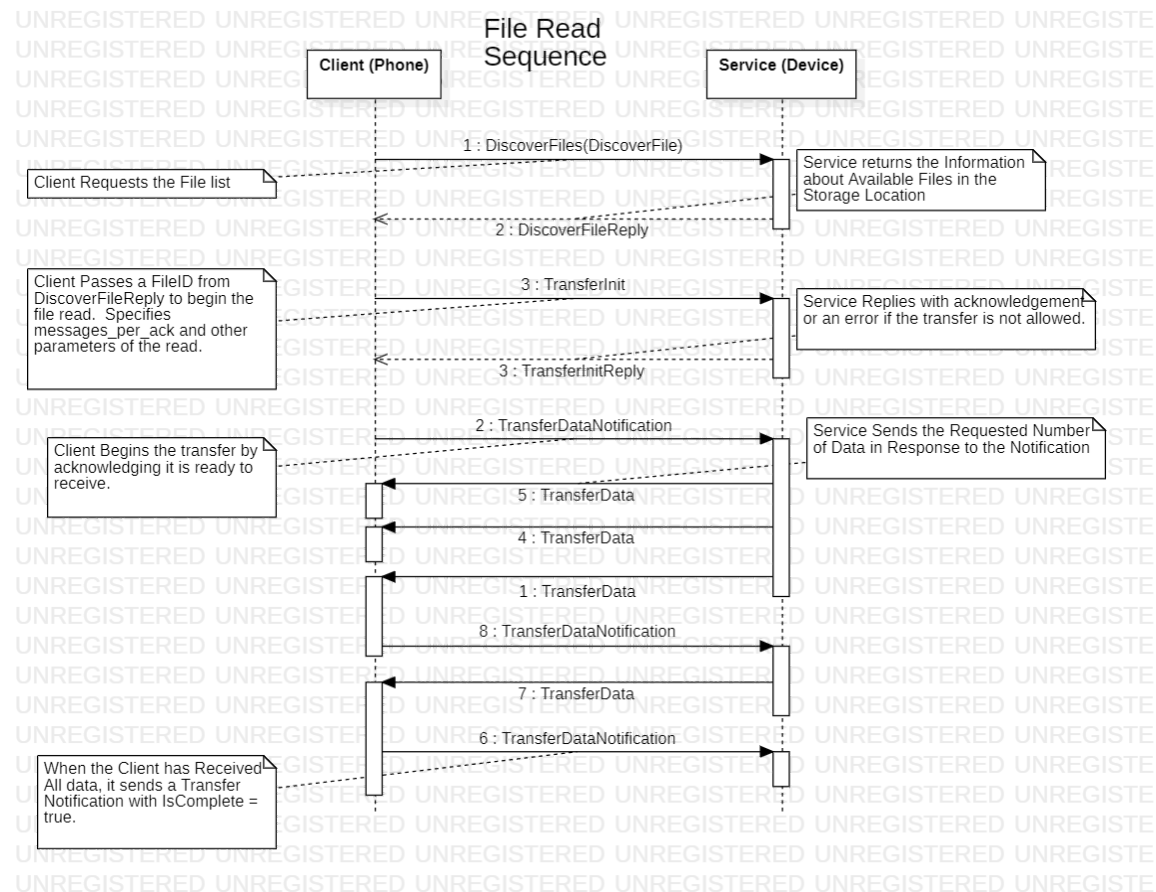 File Read
Sequence
Client (Phone)
Service (Device)
1 : DiscoverFiles(DiscoverFile)
Client Requests the File list
Service returns the Information
about Available Files in the
Storage Location
2 : DiscoverFileReply
Client Passes a FileID from
DiscoverFileReply to begin the
file read. Specifies
messages_per_ack and other
parameters of the read.
3 : TransferInit
Service Replies with acknowledgement
or an error if the transfer is not allowed.
3 : TransferInitReply
2 : TransferDataNotification
Client Begins the transfer by
acknowledging it is ready to
receive.
Service Sends the Requested Number
of Data in Response to the Notification
5 : TransferData
4 : TransferData
1 : TransferData
8 : TransferDataNotification
7 : TransferData
6 : TransferDataNotification
When the Client has Received
All data, it sends a Transfer
Notification with IsComplete =
true.
UNREGISTERED UNREGISTERED UNREGISTERED UNREGISTERED UNREGISTERED UNREGISTE